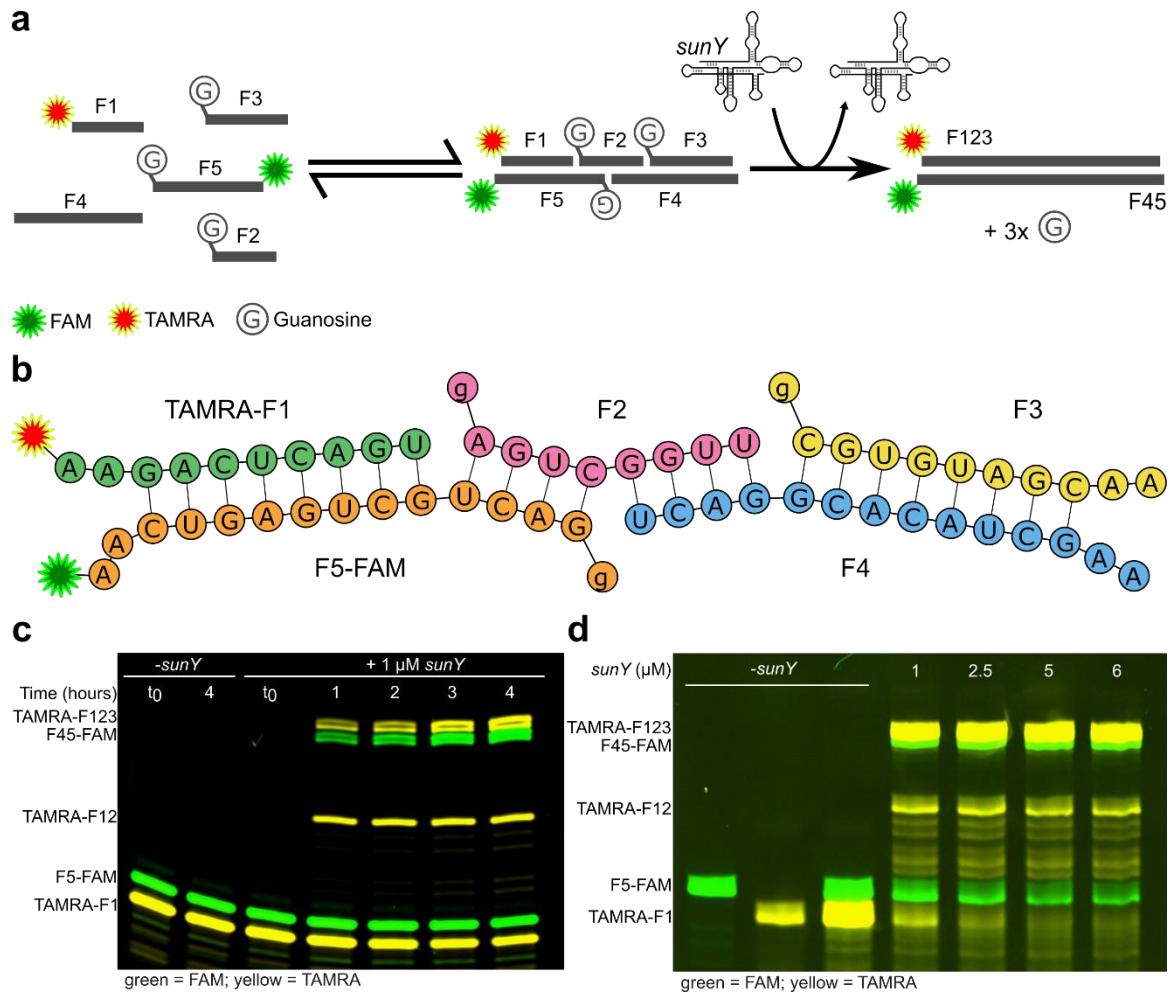 a
sunY
F1
G
F3
G
F5
F4
G
F2
F1
G
F2
G
F3
F5
G
F4
F123
F45
+ 3x G
FAM
TAMRA
G
Guanosine
b
TAMRA-F1
F2
F3
g
g
A A G A C U C A G U
A G U C G G U U
C G U G U A G C A A
A A C U G A G U C G U C A G g
U C A G G C A C A U C G A A
F5-FAM
F4
c
-sunY
+ 1 µM sunY
Time (hours) t0 4 t0 1 2 3 4
TAMRA-F123
F45-FAM
TAMRA-F12
F5-FAM
TAMRA-F1
green = FAM; yellow = TAMRA
d
sunY (µM) -sunY 1 2.5 5 6
TAMRA-F123
F45-FAM
TAMRA-F12
F5-FAM
TAMRA-F1
green = FAM; yellow = TAMRA